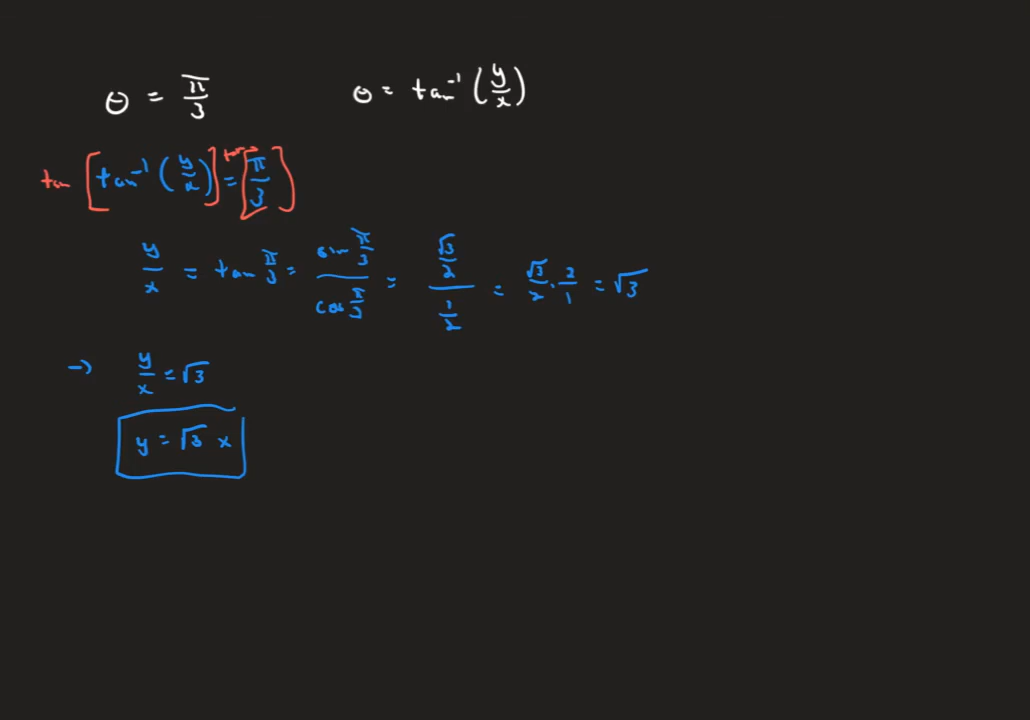 θ = π/3 θ = tan⁻¹ (y/x)
tan [tan⁻¹ (y/x)] = tan [π/3]
y/x = tan π/3 = sin π/3 / cos π/3 = (√3/2)/(1/2) = √3/2 · 2/1 = √3
→ y/x = √3
y = √3 x